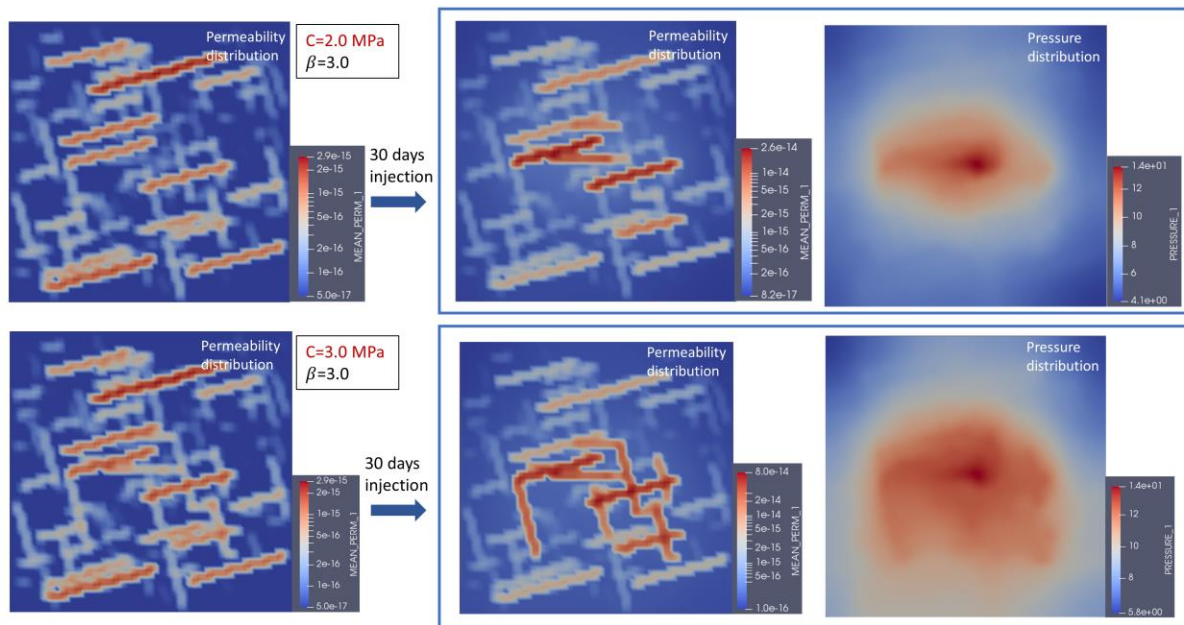 Permeability
distribution
C=2.0 MPa
β=3.0
2.9e-15
2e-15
1e-15
5e-16
2e-16
1e-16
5.0e-17
MEAN_PERM_1
30 days
injection
Permeability
distribution
2.6e-14
1e-14
5e-15
2e-15
1e-15
5e-16
2e-16
8.2e-17
MEAN_PERM_1
Pressure
distribution
1.4e+01
12
10
8
6
4.1e+00
PRESSURE_1
Permeability
distribution
C=3.0 MPa
β=3.0
2.9e-15
2e-15
1e-15
5e-16
2e-16
1e-16
5.0e-17
MEAN_PERM_1
30 days
injection
Permeability
distribution
8.0e-14
2e-14
1e-14
5e-15
2e-15
1e-15
5e-16
1.0e-16
MEAN_PERM_1
Pressure
distribution
1.4e+01
12
10
8
5.8e+00
PRESSURE_1